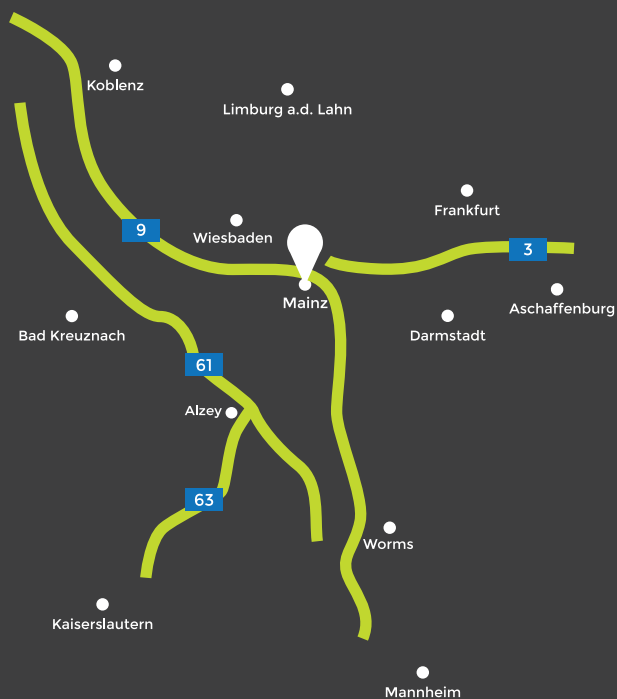 Koblenz
Limburg a.d. Lahn
Frankfurt
9
Wiesbaden
3
Mainz
Aschaffenburg
Bad Kreuznach
Darmstadt
61
Alzey
63
Worms
Kaiserslautern
Mannheim